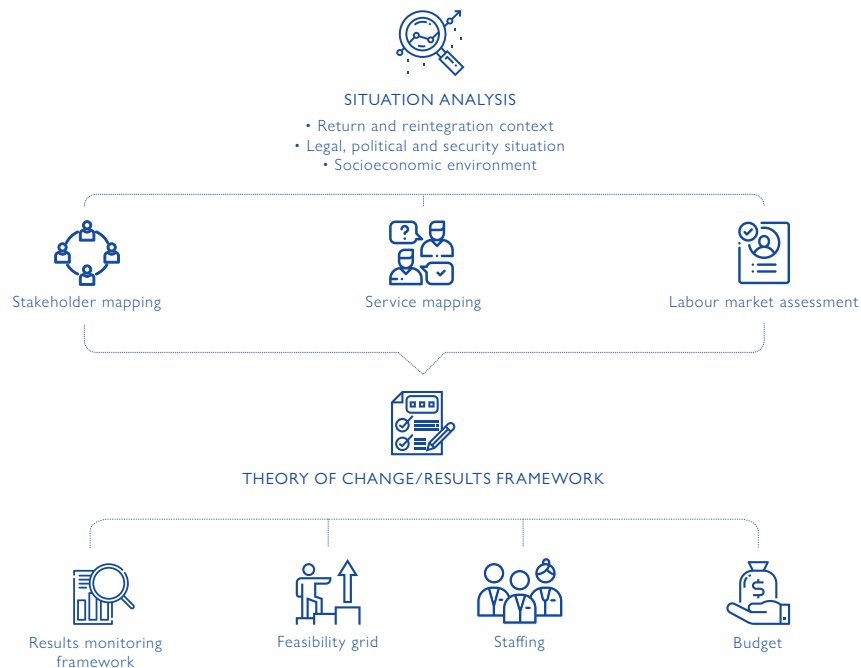 SITUATION ANALYSIS
• Return and reintegration context
• Legal, political and security situation
• Socioeconomic environment
?
Stakeholder mapping
Service mapping
Labour market assessment
THEORY OF CHANGE/RESULTS FRAMEWORK
$
Results monitoring
framework
Feasibility grid
Staffing
Budget